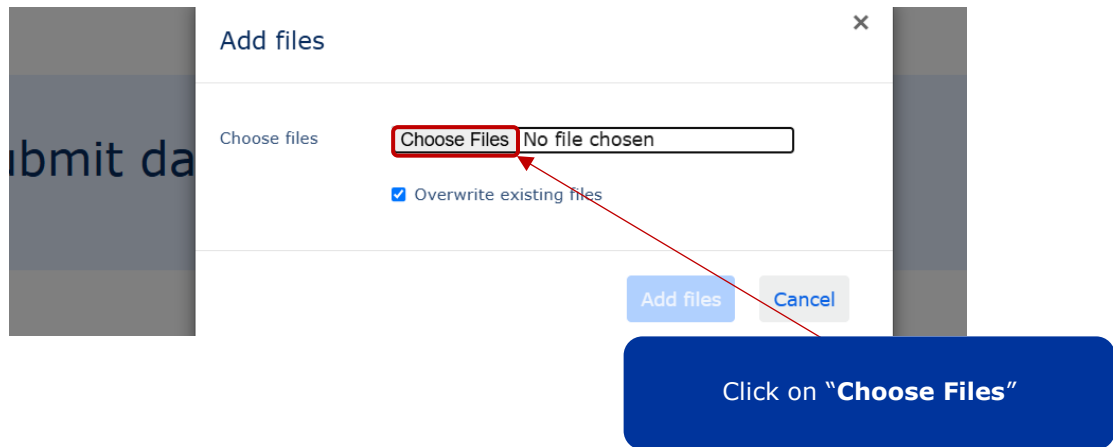 Add files
×
ubmit da
Choose files
Choose Files No file chosen
Overwrite existing files
Add files
Cancel
Click on “Choose Files”